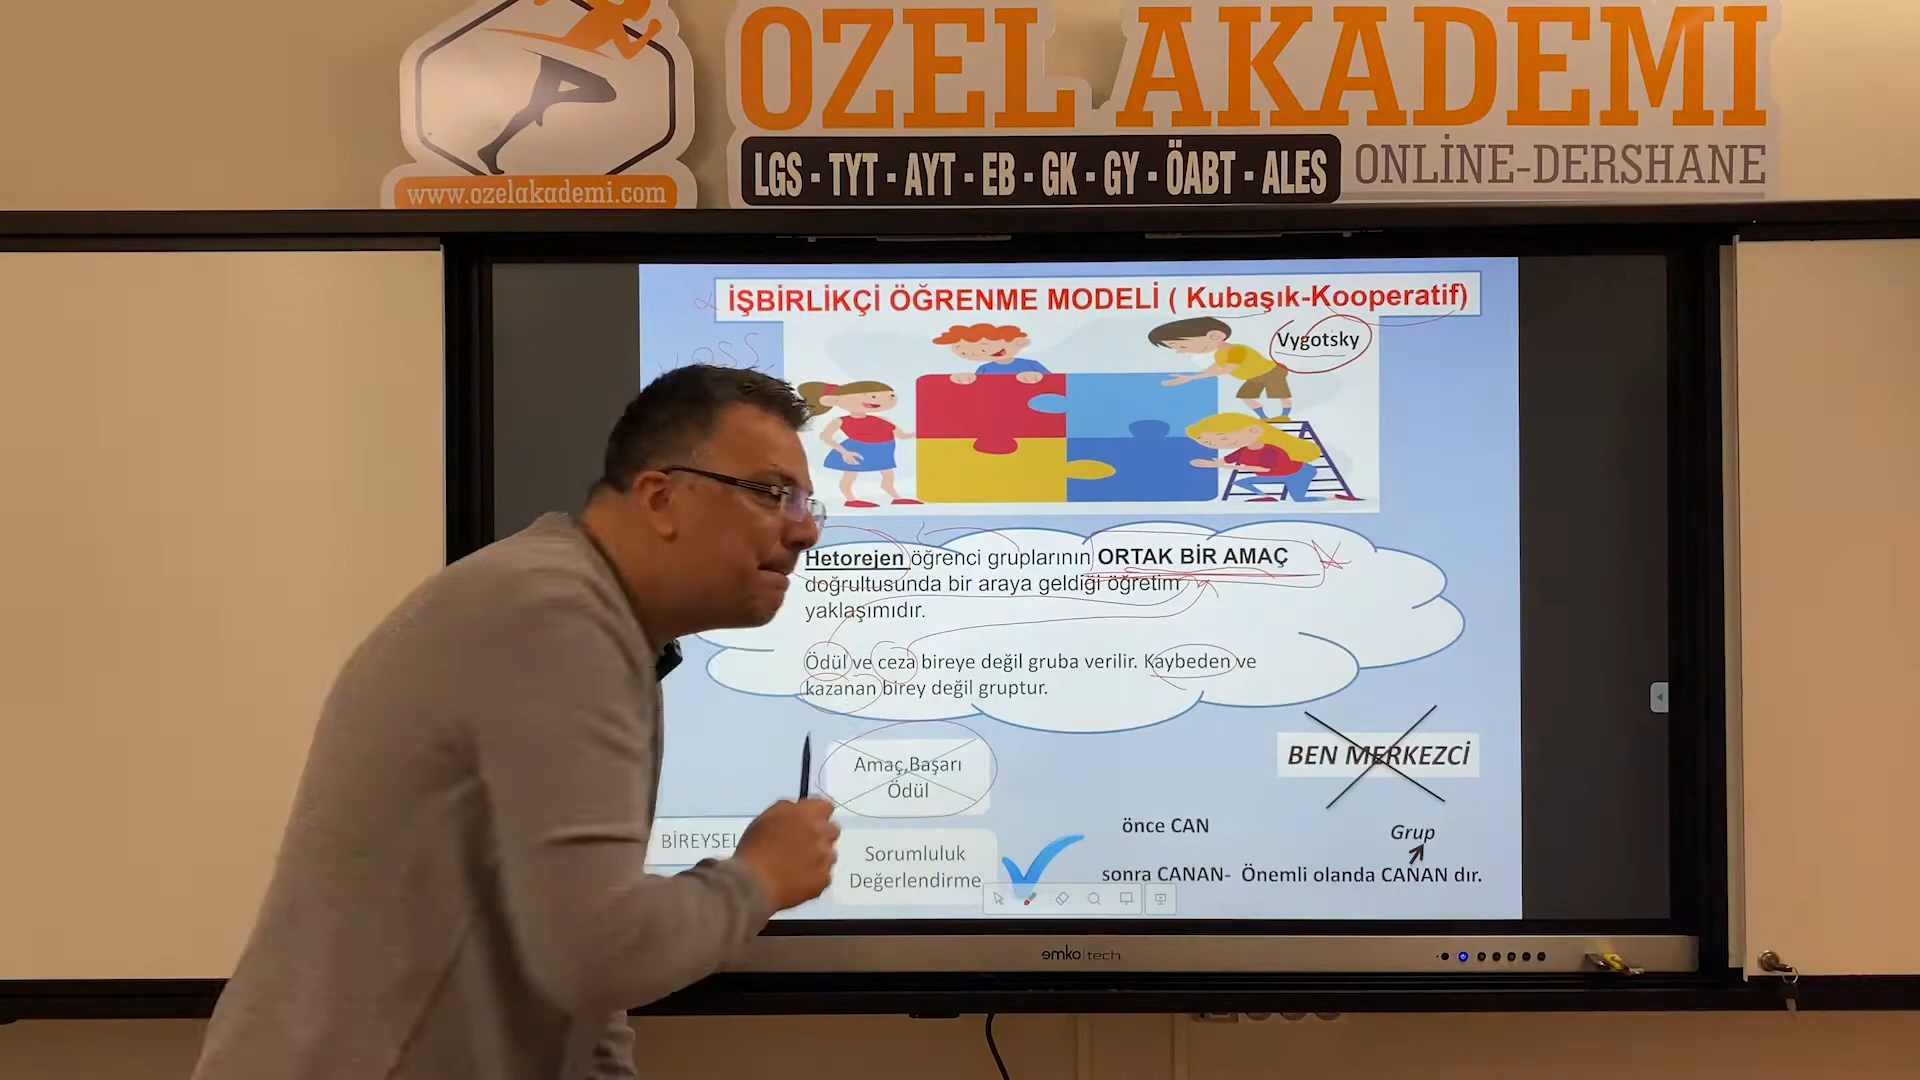 OZEL AKADEMİ
LGS - TYT - AYT - EB - GK - GY - ÖABT - ALES
ONLİNE-DERSHANE
www.ozelakademi.com
İŞBİRLİKÇİ ÖĞRENME MODELİ ( Kubaşık-Kooperatif)
Vygotsky
Hetorejen öğrenci gruplarının ORTAK BİR AMAÇ
doğrultusunda bir araya geldiği öğretim
yaklaşımıdır.
Ödül ve ceza bireye değil gruba verilir. Kaybeden ve
kazanan birey değil gruptur.
Amaç,Başarı
Ödül
BEN MERKEZCİ
BİREYSEL
Sorumluluk
Değerlendirme
önce CAN
Grup
sonra CANAN- Önemli olanda CANAN dır.
emko tech